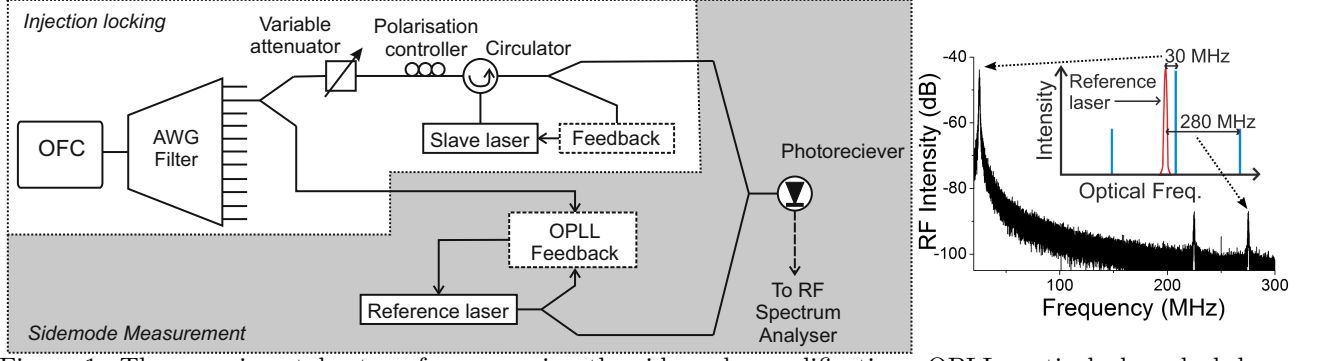 Injection locking
Variable
attenuator
Polarisation
controller
Circulator
OFC
AWG
Filter
Slave laser
Feedback
Photoreciever
OPLL
Feedback
Reference laser
To RF
Spectrum
Analyser
Sidemode Measurement
RF Intensity (dB)
-40
-60
-80
-100
100
200
300
Frequency (MHz)
30 MHz
Reference
laser
280 MHz
Intensity
Optical Freq.